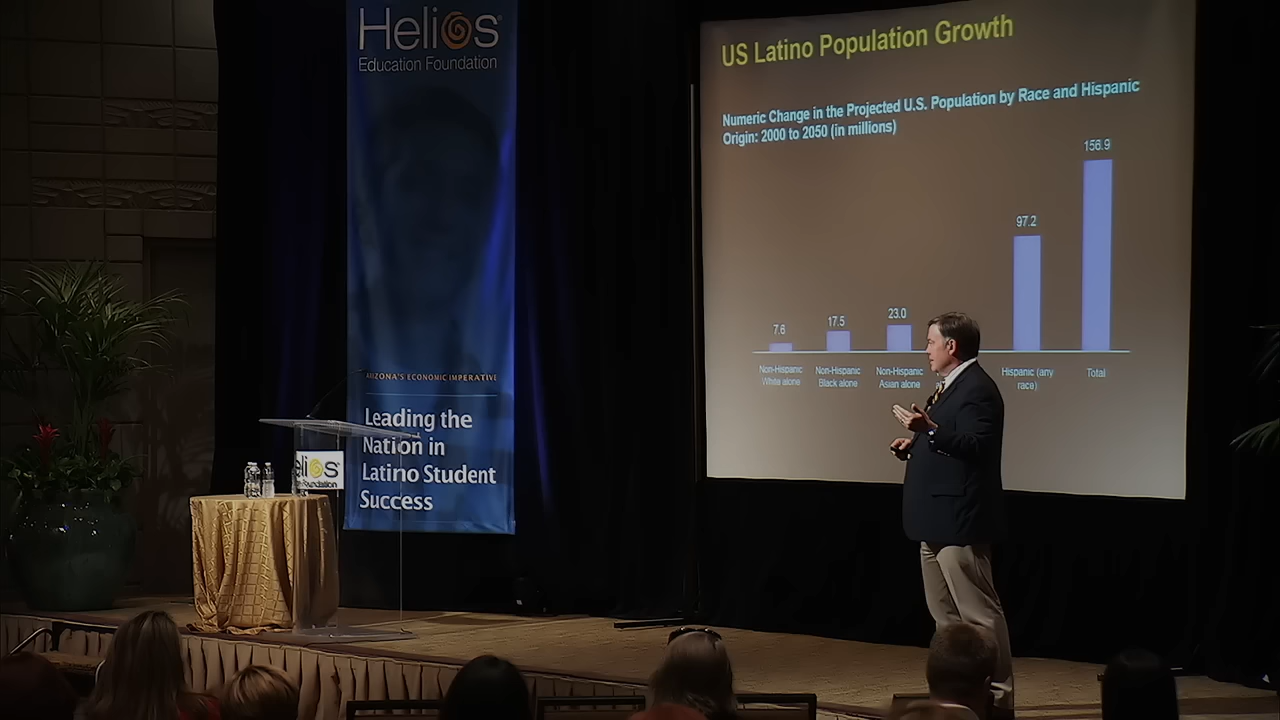 Helios
Education Foundation
ARIZONA'S ECONOMIC IMPERATIVE
Leading the
Nation in
Latino Student
Success
elios
Foundation
US Latino Population Growth
Numeric Change in the Projected U.S. Population by Race and Hispanic
Origin: 2000 to 2050 (in millions)
7.6
17.5
23.0
97.2
156.9
Non-Hispanic
White alone
Non-Hispanic
Black alone
Non-Hispanic
Asian alone
Hispanic (any
race)
Total